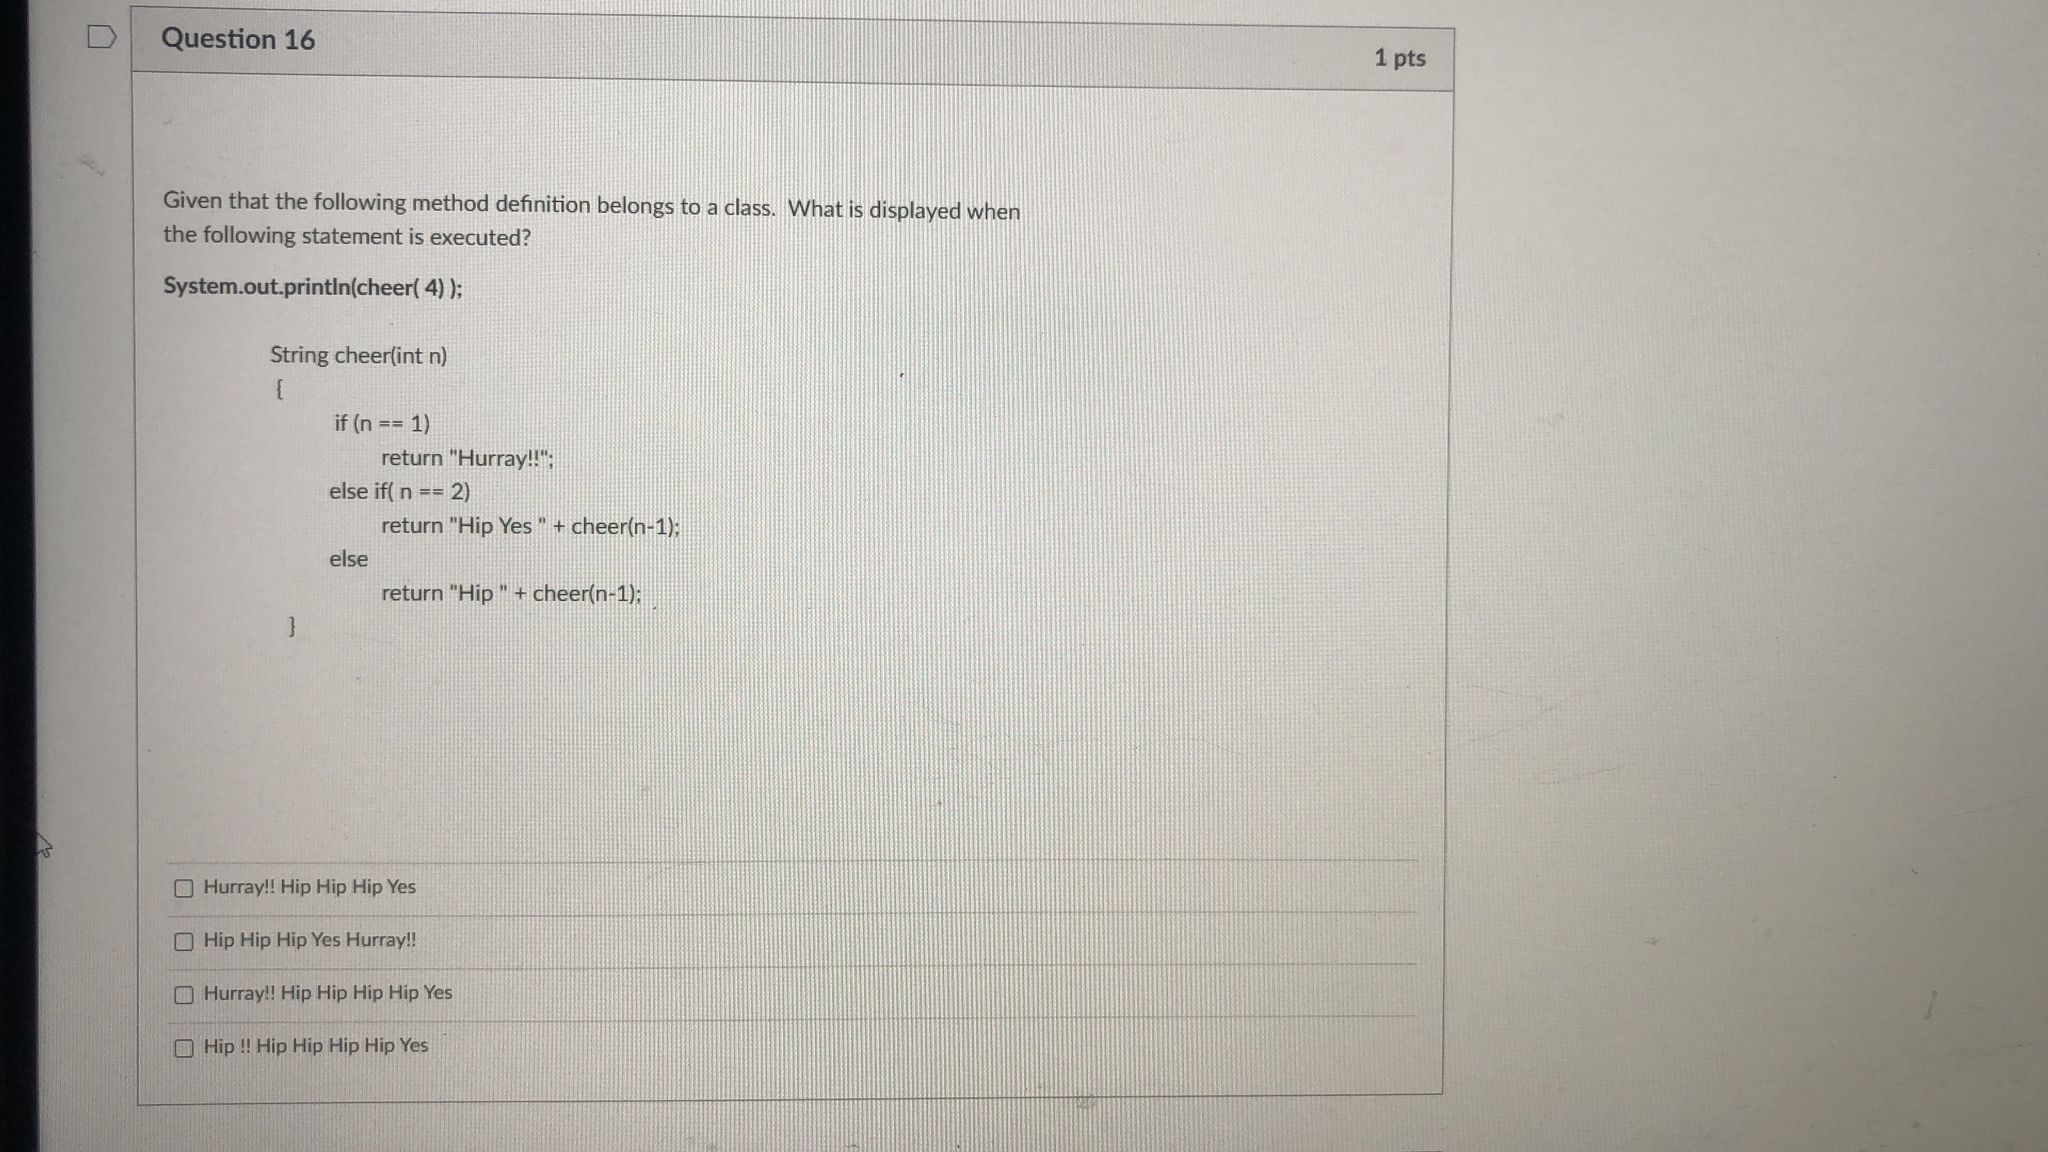 Question 16
1 pts
Given that the following method definition belongs to a class. What is displayed when
the following statement is executed?
System.out.println(cheer( 4) );
String cheer(int n)
{
if (n == 1)
return "Hurray!!";
else if( n == 2)
return "Hip Yes " + cheer(n-1);
else
return "Hip " + cheer(n-1);
}
Hurray!! Hip Hip Hip Yes
Hip Hip Hip Yes Hurray!!
Hurray!! Hip Hip Hip Hip Yes
Hip !! Hip Hip Hip Hip Yes